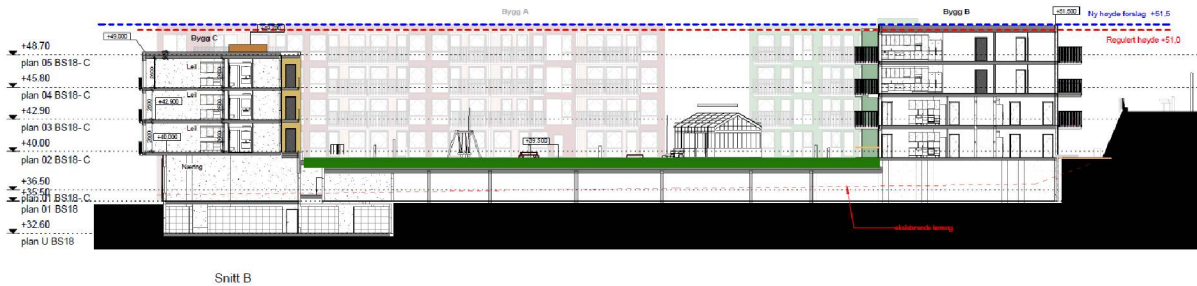 Bygg A
Bygg B
Ny høyde forslag +51,5
+51.500
Regulert høyde +51,0
+49.000
Bygg C
+48.70
plan 05 BS18- C
Leil
+45.80
plan 04 BS18- C
+42.900
+42.90
plan 03 BS18- C
Leil
+40.000
+40.00
plan 02 BS18- C
+39.500
Næring
+36.50
+35.50
plan 01 BS18- C
plan 01 BS18
+32.60
plan U BS18
Snitt B